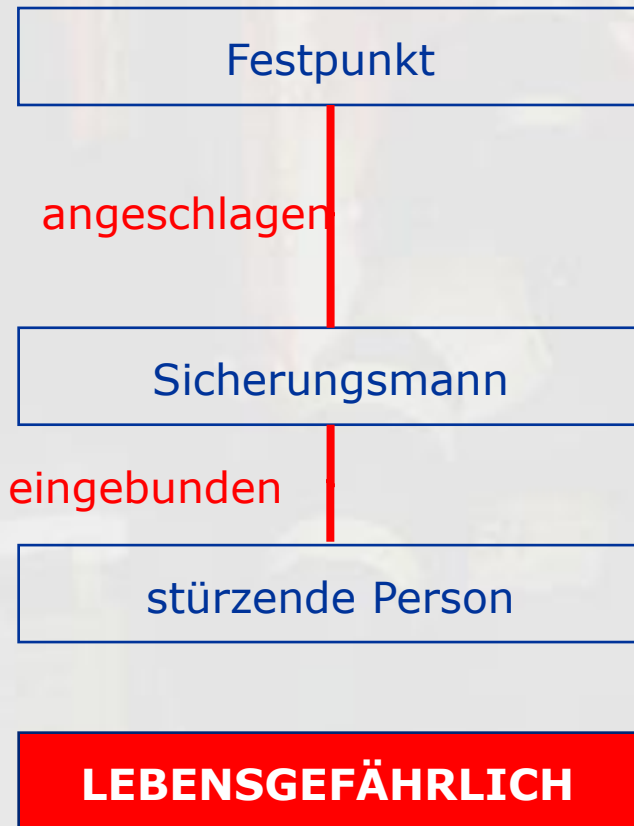 Festpunkt
angeschlagen
Sicherungsmann
eingebunden
stürzende Person
LEBENSGEFÄHRLICH